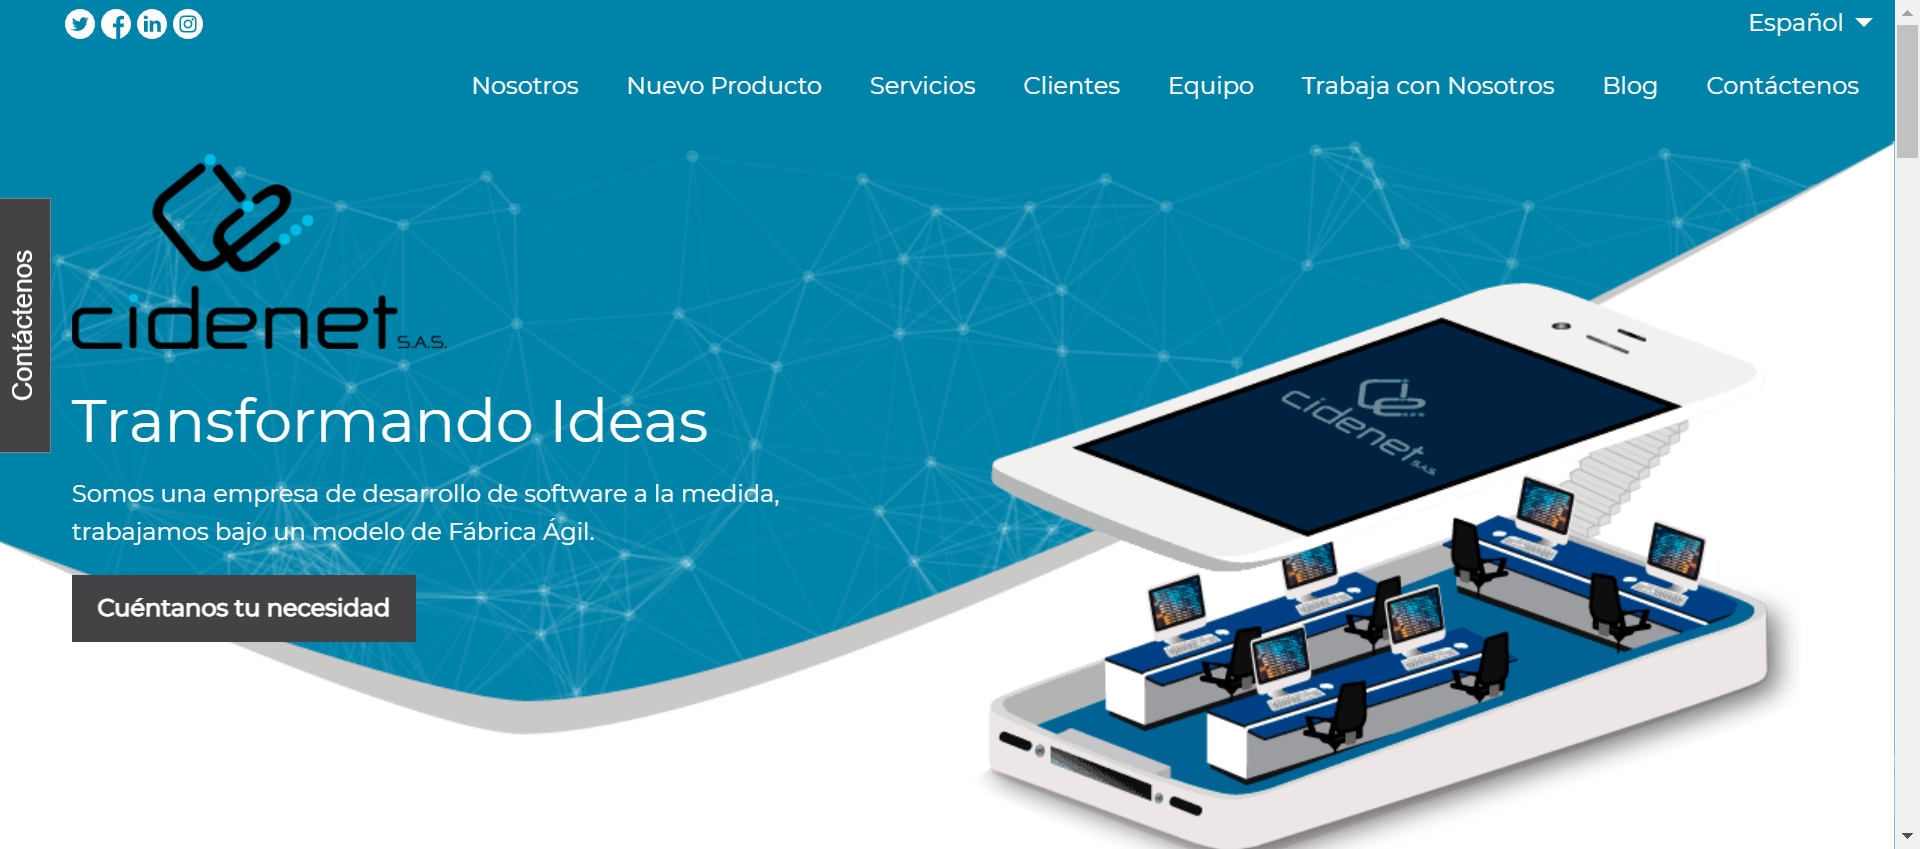 Español
Nosotros Nuevo Producto Servicios Clientes Equipo Trabaja con Nosotros Blog Contáctenos
cidenet S.A.S.
Contáctenos
Transformando Ideas
Somos una empresa de desarrollo de software a la medida,
trabajamos bajo un modelo de Fábrica Ágil.
Cuéntanos tu necesidad
cidenet S.A.S.